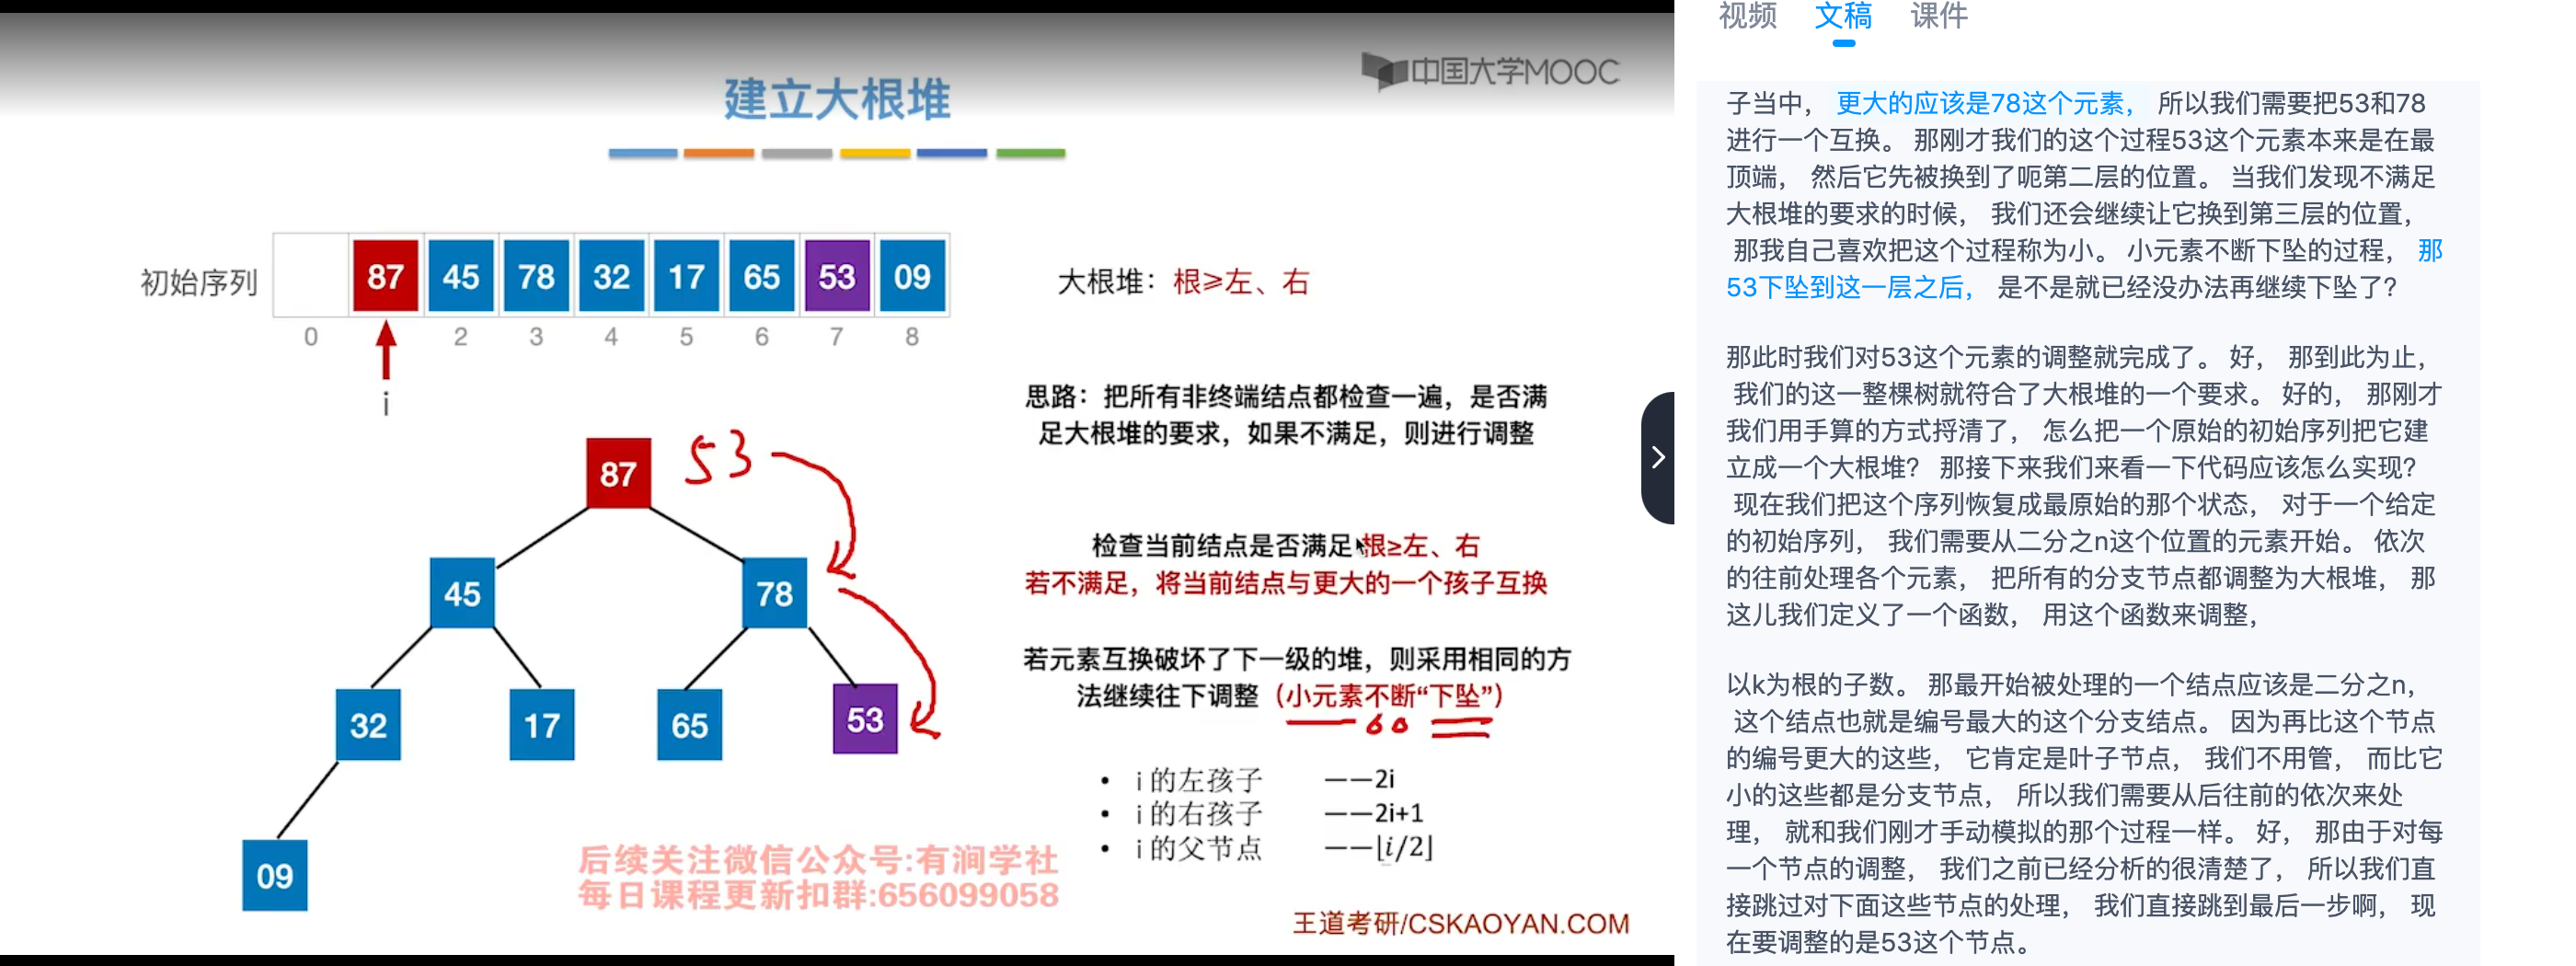 中国大学MOOC
建立大根堆
初始序列
87 45 78 32 17 65 53 09
0 2 3 4 5 6 7 8
i
大根堆：根≥左、右
思路：把所有非终端结点都检查一遍，是否满
足大根堆的要求，如果不满足，则进行调整
87 53
检查当前结点是否满足 根≥左、右
若不满足，将当前结点与更大的一个孩子互换
45 78
若元素互换破坏了下一级的堆，则采用相同的方
法继续往下调整（小元素不断“下坠”）
60
32 17 65 53
• i 的左孩子 ——2i
• i 的右孩子 ——2i+1
• i 的父节点 ——⌊i/2⌋
09
后续关注微信公众号:有涧学社
每日课程更新扣群:656099058
王道考研/CSKAOYAN.COM
视频 文稿 课件
子当中， 更大的应该是78这个元素， 所以我们需要把53和78
进行一个互换。 那刚才我们的这个过程53这个元素本来是在最
顶端， 然后它先被换到了呃第二层的位置。 当我们发现不满足
大根堆的要求的时候， 我们还会继续让它换到第三层的位置，
那我自己喜欢把这个过程称为小。 小元素不断下坠的过程， 那
53下坠到这一层之后， 是不是就已经没办法再继续下坠了？
那此时我们对53这个元素的调整就完成了。 好， 那到此为止，
我们的这一整棵树就符合了大根堆的一个要求。 好的， 那刚才
我们用手算的方式捋清了， 怎么把一个原始的初始序列把它建
立成一个大根堆？ 那接下来我们来看一下代码应该怎么实现？
现在我们把这个序列恢复成最原始的那个状态， 对于一个给定
的初始序列， 我们需要从二分之n这个位置的元素开始。 依次
的往前处理各个元素， 把所有的分支节点都调整为大根堆， 那
这儿我们定义了一个函数， 用这个函数来调整，
以k为根的子数。 那最开始被处理的一个结点应该是二分之n，
这个结点也就是编号最大的这个分支结点。 因为再比这个节点
的编号更大的这些， 它肯定是叶子节点， 我们不用管， 而比它
小的这些都是分支节点， 所以我们需要从后往前的依次来处
理， 就和我们刚才手动模拟的那个过程一样。 好， 那由于对每
一个节点的调整， 我们之前已经分析的很清楚了， 所以我们直
接跳过对下面这些节点的处理， 我们直接跳到最后一步啊， 现
在要调整的是53这个节点。